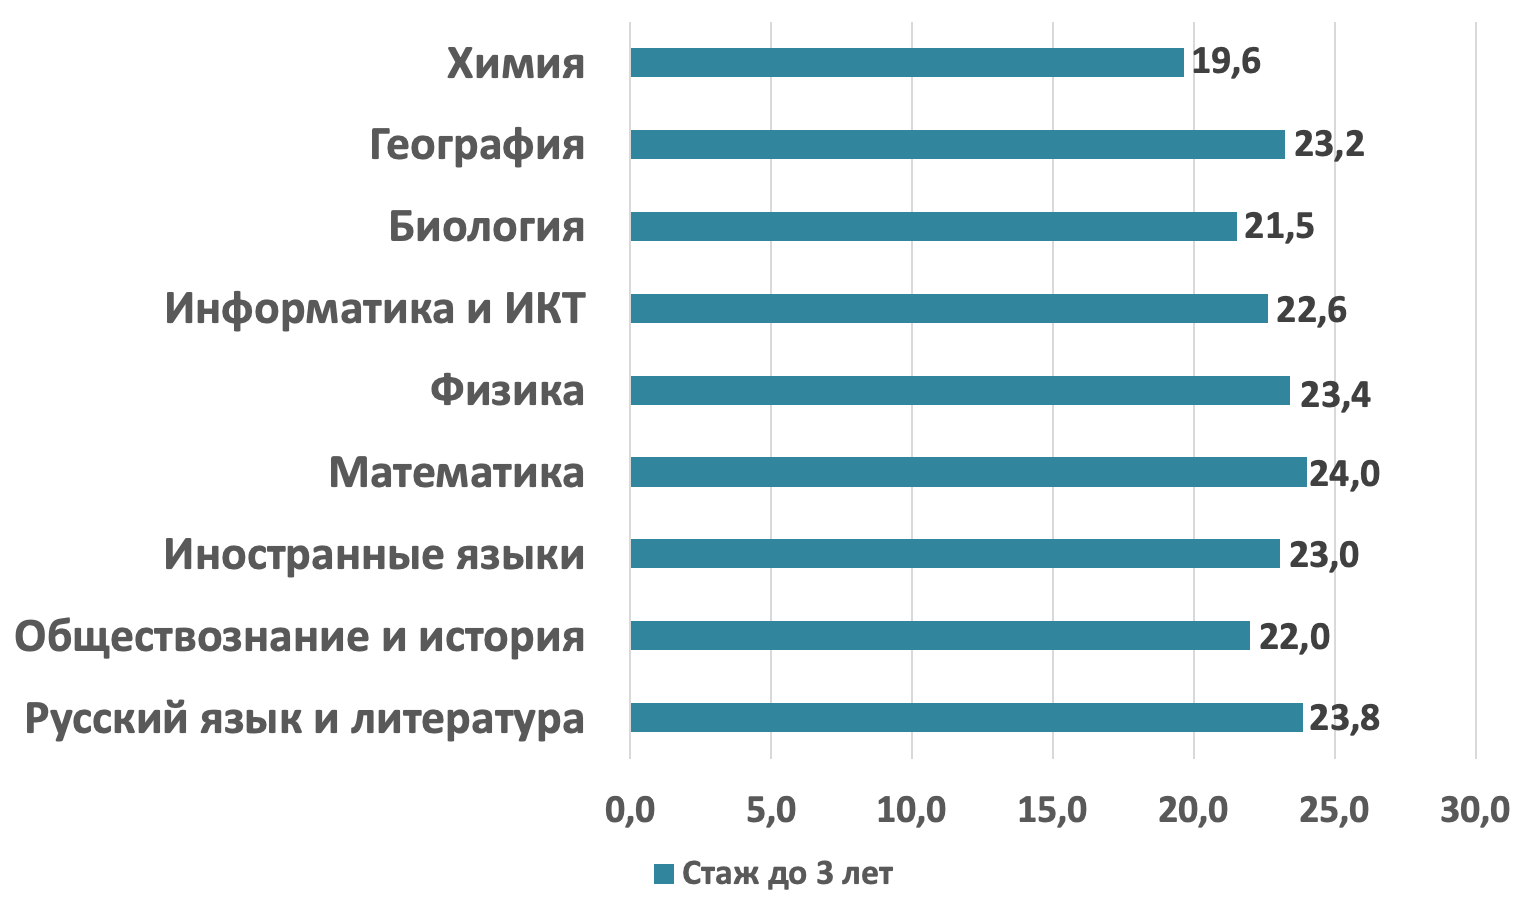 Химия 19,6
География 23,2
Биология 21,5
Информатика и ИКТ 22,6
Физика 23,4
Математика 24,0
Иностранные языки 23,0
Обществознание и история 22,0
Русский язык и литература 23,8
0,0 5,0 10,0 15,0 20,0 25,0 30,0
Стаж до 3 лет